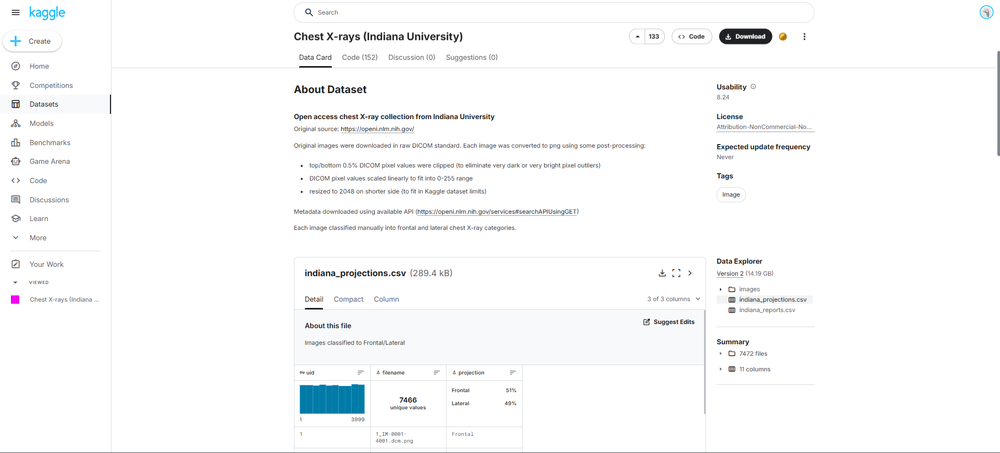 kaggle
Search
Create
Home
Competitions
Datasets
Models
Benchmarks
Game Arena
Code
Discussions
Learn
More
Your Work
VIEWED
Chest X-rays (Indiana ...
Chest X-rays (Indiana University)
133
Code
Download
Data Card
Code (152)
Discussion (0)
Suggestions (0)
About Dataset
Open access chest X-ray collection from Indiana University
Original source: https://openi.nlm.nih.gov/
Original images were downloaded in raw DICOM standard. Each image was converted to png using some post-processing:
top/bottom 0.5% DICOM pixel values were clipped (to eliminate very dark or very bright pixel outliers)
DICOM pixel values scaled linearly to fit into 0-255 range
resized to 2048 on shorter side (to fit in Kaggle dataset limits)
Metadata downloaded using available API (https://openi.nlm.nih.gov/services#searchAPIUsingGET)
Each image classified manually into frontal and lateral chest X-ray categories.
Usability
8.24
License
Attribution-NonCommercial-No...
Expected update frequency
Never
Tags
Image
indiana_projections.csv (289.4 kB)
Detail
Compact
Column
3 of 3 columns
About this file
Suggest Edits
Images classified to Frontal/Lateral
uid
filename
projection
1
3999
7466
unique values
Frontal 51%
Lateral 49%
1
1_IM-0001-
4001.dcm.png
Frontal
Data Explorer
Version 2 (14.19 GB)
images
indiana_projections.csv
indiana_reports.csv
Summary
7472 files
11 columns